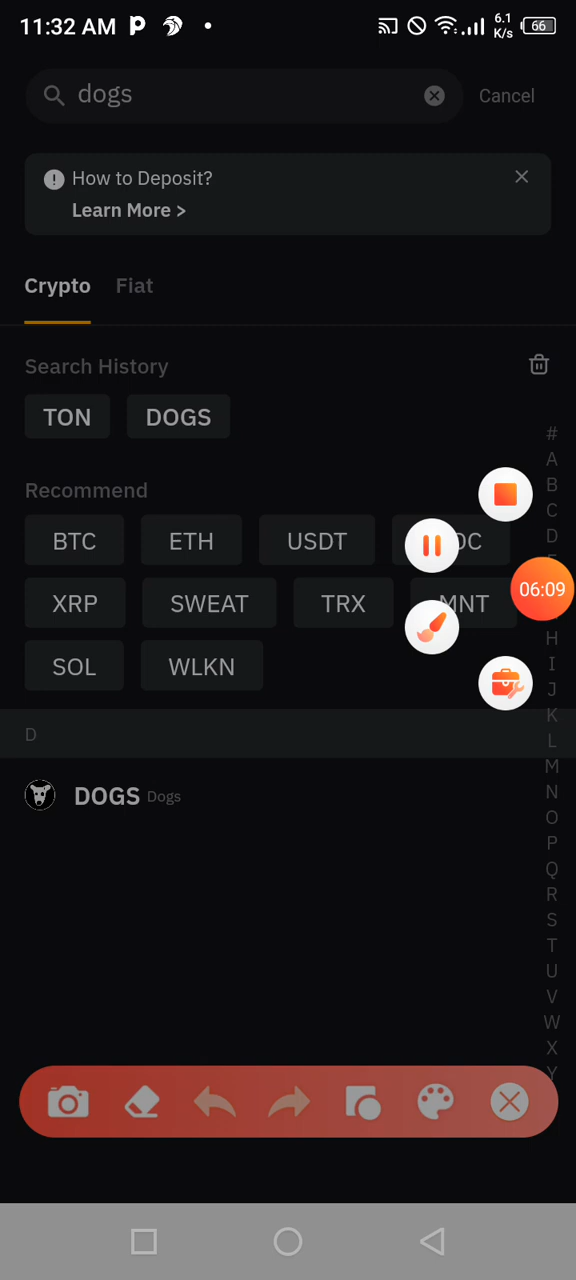 11:32 AM 6.1 K/s 66
dogs Cancel
How to Deposit?
Learn More >
Crypto Fiat
Search History
TON DOGS
Recommend
BTC ETH USDT
XRP SWEAT TRX MNT
SOL WLKN
D
DOGS Dogs
#
A
B
C
D
06:09
H
I
J
K
L
M
N
O
P
Q
R
S
T
U
V
W
X
Y